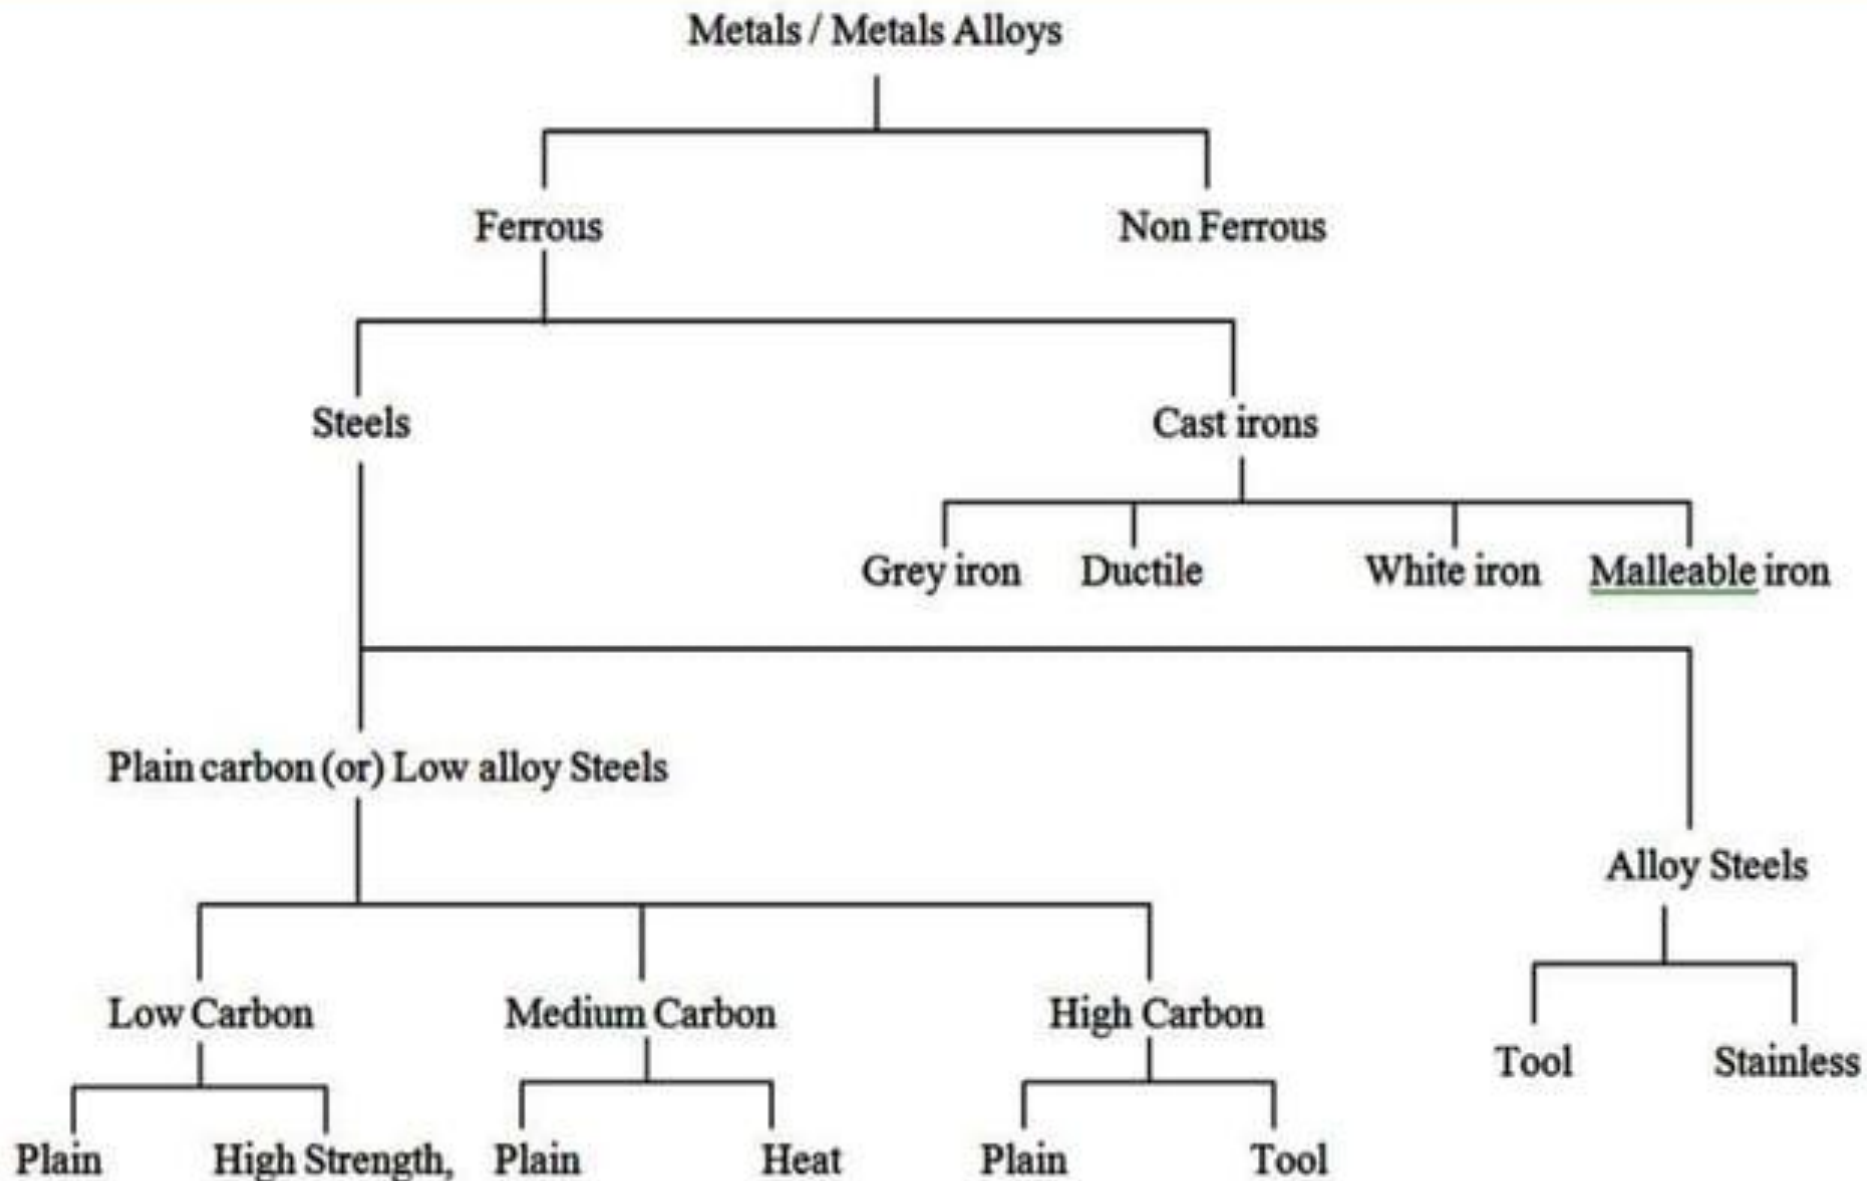 Metals / Metals Alloys
Ferrous
Non Ferrous
Steels
Cast irons
Grey iron
Ductile
White iron
Malleable iron
Plain carbon (or) Low alloy Steels
Alloy Steels
Low Carbon
Medium Carbon
High Carbon
Tool
Stainless
Plain
High Strength,
Plain
Heat
Plain
Tool